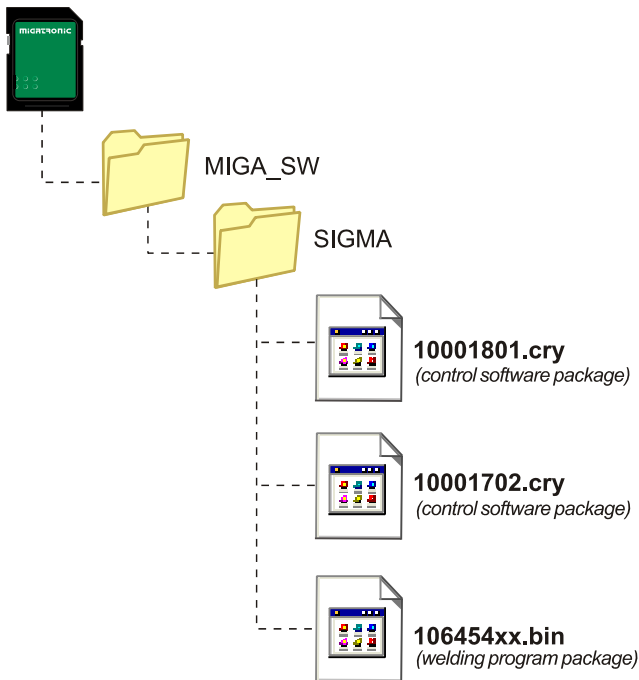 MIGATRONIC
MIGA_SW
SIGMA
10001801.cry
(control software package)
10001702.cry
(control software package)
106454xx.bin
(welding program package)